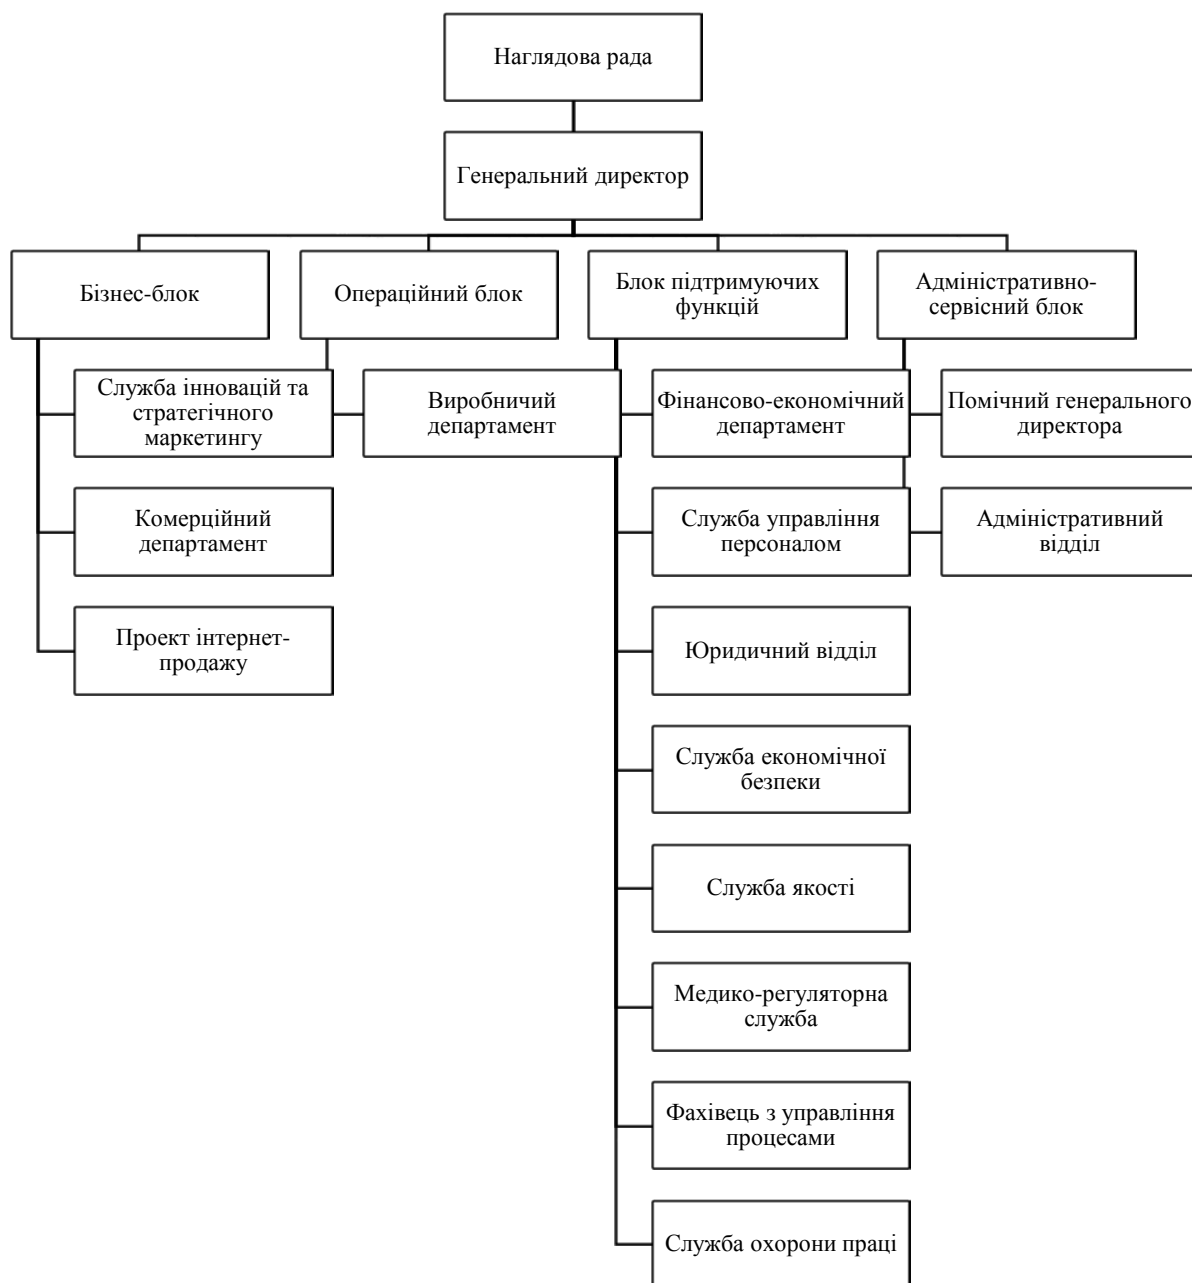 Наглядова рада
Генеральний директор
Бізнес-блок
Операційний блок
Блок підтримуючих
функцій
Адміністративно-
сервісний блок
Служба інновацій та
стратегічного
маркетингу
Виробничий
департамент
Фінансово-економічний
департамент
Помічний генерального
директора
Комерційний
департамент
Служба управління
персоналом
Адміністративний
відділ
Проект інтернет-
продажу
Юридичний відділ
Служба економічної
безпеки
Служба якості
Медико-регуляторна
служба
Фахівець з управління
процесами
Служба охорони праці